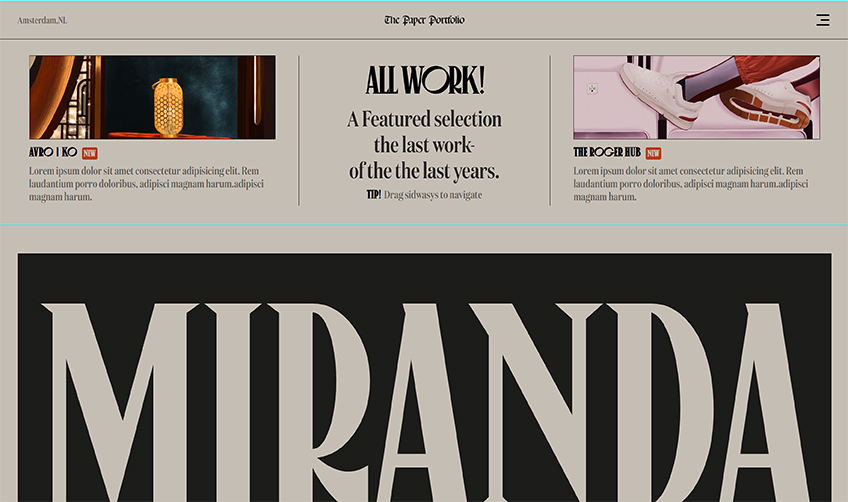 Amsterdam,NL
The Paper Portfolio
ALL WORK!
A Featured selection
the last work-
of the the last years.
TIP! Drag sidwasys to navigate
AVRO | KO NEW
Lorem ipsum dolor sit amet consectetur adipisicing elit. Rem
laudantium porro doloribus, adipisci magnam harum.adipisci
magnam harum.
THE ROGER HUB NEW
Lorem ipsum dolor sit amet consectetur adipisicing elit. Rem
laudantium porro doloribus, adipisci magnam harum.adipisci
magnam harum.
MIRANDA